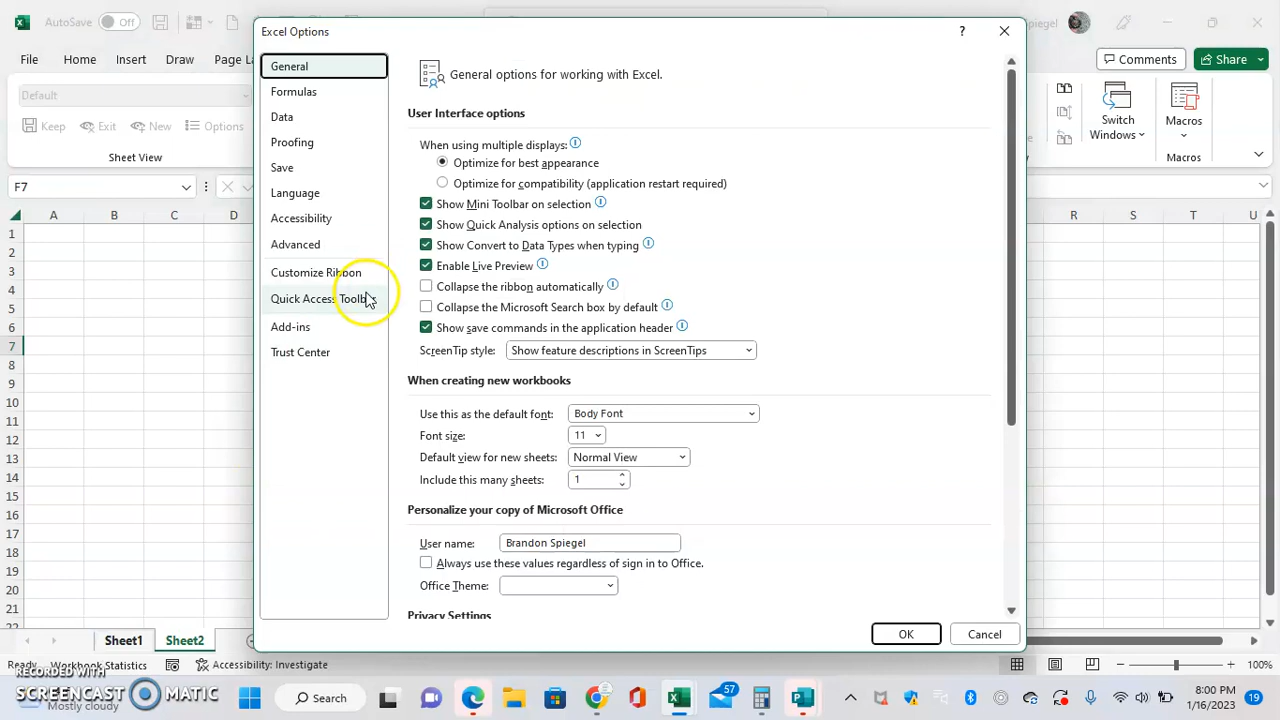 AutoSave Off
Excel Options
File Home Insert Draw Page La
Comments Share
Default
Keep Exit New Options
Sheet View
Switch
Windows
Macros
Macros
F7
A B C D R S T U
1
2
3
4
5
6
7
8
9
10
11
12
13
14
15
16
17
18
19
20
21
General
Formulas
Data
Proofing
Save
Language
Accessibility
Advanced
Customize Ribbon
Quick Access Toolbar
Add-ins
Trust Center
General options for working with Excel.
User Interface options
When using multiple displays:
Optimize for best appearance
Optimize for compatibility (application restart required)
Show Mini Toolbar on selection
Show Quick Analysis options on selection
Show Convert to Data Types when typing
Enable Live Preview
Collapse the ribbon automatically
Collapse the Microsoft Search box by default
Show save commands in the application header
ScreenTip style: Show feature descriptions in ScreenTips
When creating new workbooks
Use this as the default font: Body Font
Font size: 11
Default view for new sheets: Normal View
Include this many sheets: 1
Personalize your copy of Microsoft Office
User name: Brandon Spiegel
Always use these values regardless of sign in to Office.
Office Theme:
Privacy Settings
OK Cancel
Sheet1 Sheet2
Ready Workbook Statistics Accessibility: Investigate 100%
RECORDED WITH
SCREENCAST MATIC
Mostly cloudy
Search
57
8:00 PM
1/16/2023